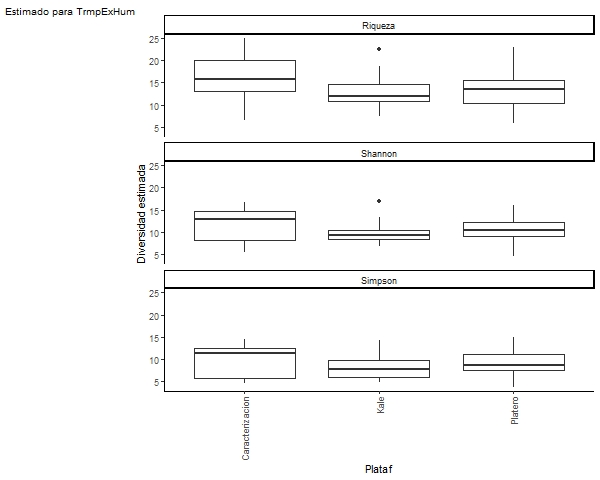 Estimado para TrmpExHum
Riqueza
25
20
15
10
5
Shannon
25
20
15
10
5
Simpson
25
20
15
10
5
Diversidad estimada
Caracterizacion
Kale
Platero
Plataf